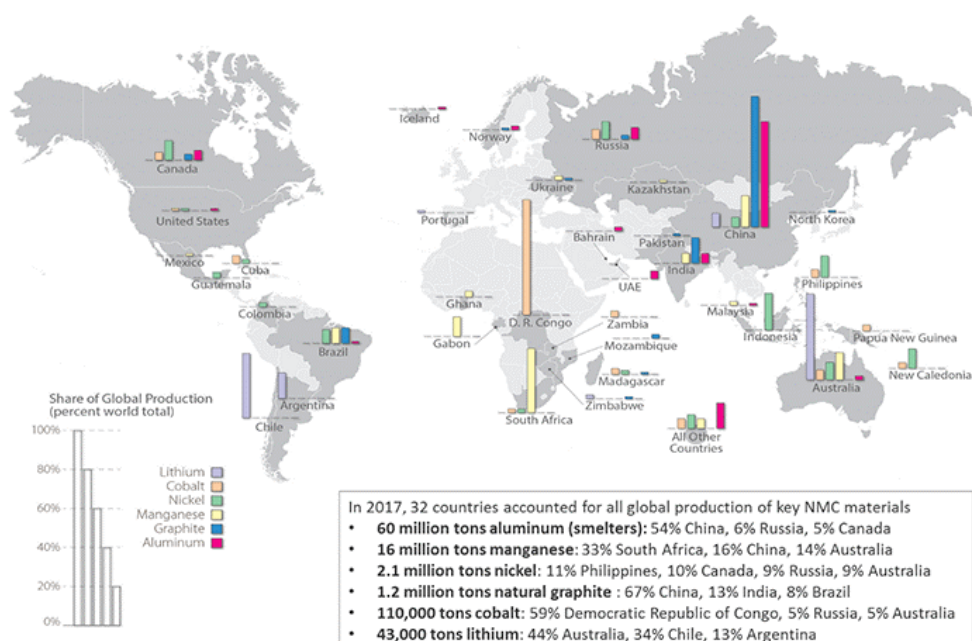 Iceland
Norway
Russia
Canada
Ukraine
Kazakhstan
United States
Portugal
China
North Korea
Bahrain
Pakistan
Mexico
Cuba
India
Guatemala
UAE
Philippines
Ghana
Malaysia
Colombia
D. R. Congo
Zambia
Indonesia
Papua New Guinea
Gabon
Mozambique
Brazil
Madagascar
New Caledonia
Australia
Argentina
Zimbabwe
Chile
South Africa
All Other
Countries
Share of Global Production
(percent world total)
100%
80%
60%
40%
20%
0%
Lithium
Cobalt
Nickel
Manganese
Graphite
Aluminum
In 2017, 32 countries accounted for all global production of key NMC materials
• 60 million tons aluminum (smelters): 54% China, 6% Russia, 5% Canada
• 16 million tons manganese: 33% South Africa, 16% China, 14% Australia
• 2.1 million tons nickel: 11% Philippines, 10% Canada, 9% Russia, 9% Australia
• 1.2 million tons natural graphite : 67% China, 13% India, 8% Brazil
• 110,000 tons cobalt: 59% Democratic Republic of Congo, 5% Russia, 5% Australia
• 43,000 tons lithium: 44% Australia, 34% Chile, 13% Argentina